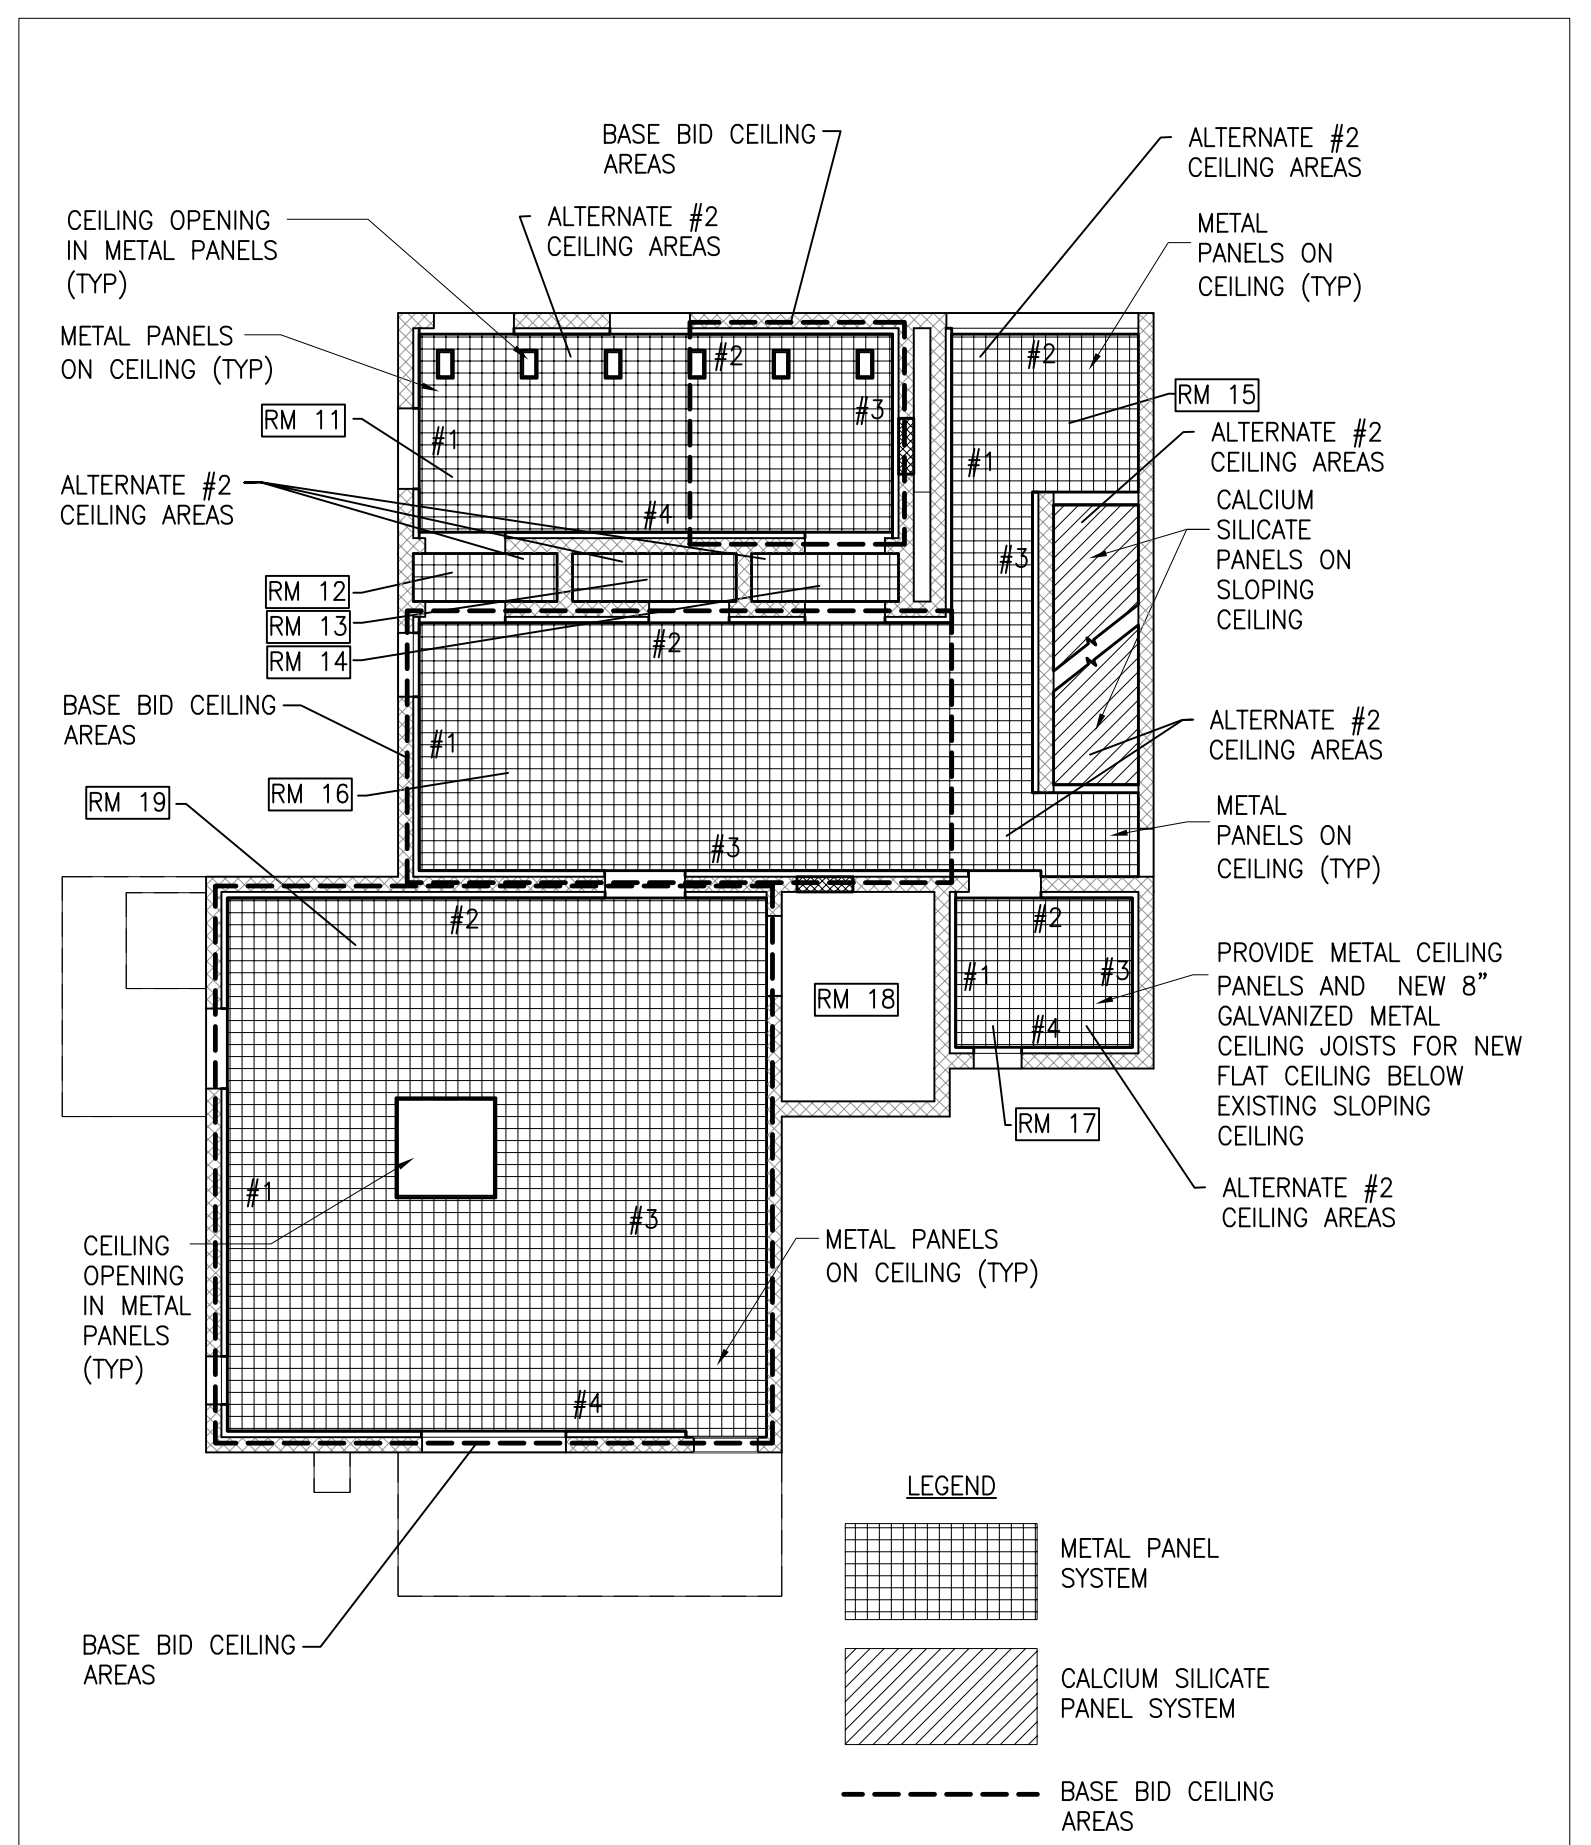 BASE BID CEILING
AREAS
ALTERNATE #2
CEILING AREAS
CEILING OPENING
IN METAL PANELS
(TYP)
ALTERNATE #2
CEILING AREAS
METAL
PANELS ON
CEILING (TYP)
METAL PANELS
ON CEILING (TYP)
#2
#2
RM 15
RM 11
#3
#1
#1
ALTERNATE #2
CEILING AREAS
ALTERNATE #2
CEILING AREAS
#4
CALCIUM
SILICATE
PANELS ON
SLOPING
CEILING
#3
RM 12
RM 13
RM 14
#2
BASE BID CEILING
AREAS
#1
ALTERNATE #2
CEILING AREAS
RM 19
RM 16
#3
METAL
PANELS ON
CEILING (TYP)
#2
#2
#1
#3
#4
RM 18
PROVIDE METAL CEILING
PANELS AND NEW 8"
GALVANIZED METAL
CEILING JOISTS FOR NEW
FLAT CEILING BELOW
EXISTING SLOPING
CEILING
RM 17
#1
#3
ALTERNATE #2
CEILING AREAS
CEILING
OPENING
IN METAL
PANELS
(TYP)
METAL PANELS
ON CEILING (TYP)
#4
LEGEND
METAL PANEL
SYSTEM
BASE BID CEILING
AREAS
CALCIUM SILICATE
PANEL SYSTEM
BASE BID CEILING
AREAS